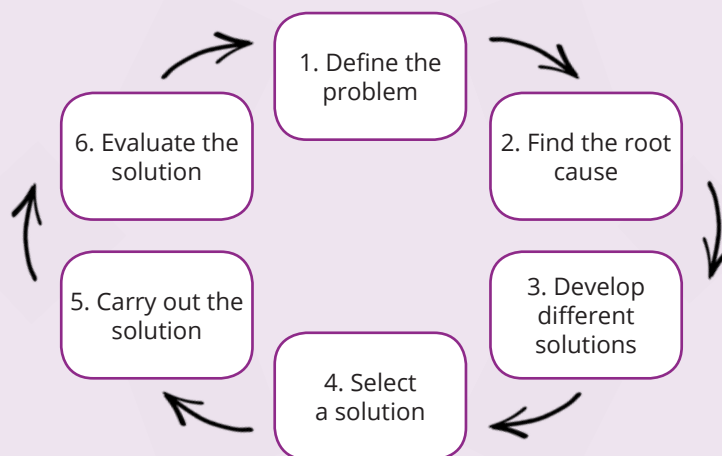 1. Define the
problem
2. Find the root
cause
3. Develop
different
solutions
4. Select
a solution
5. Carry out the
solution
6. Evaluate the
solution